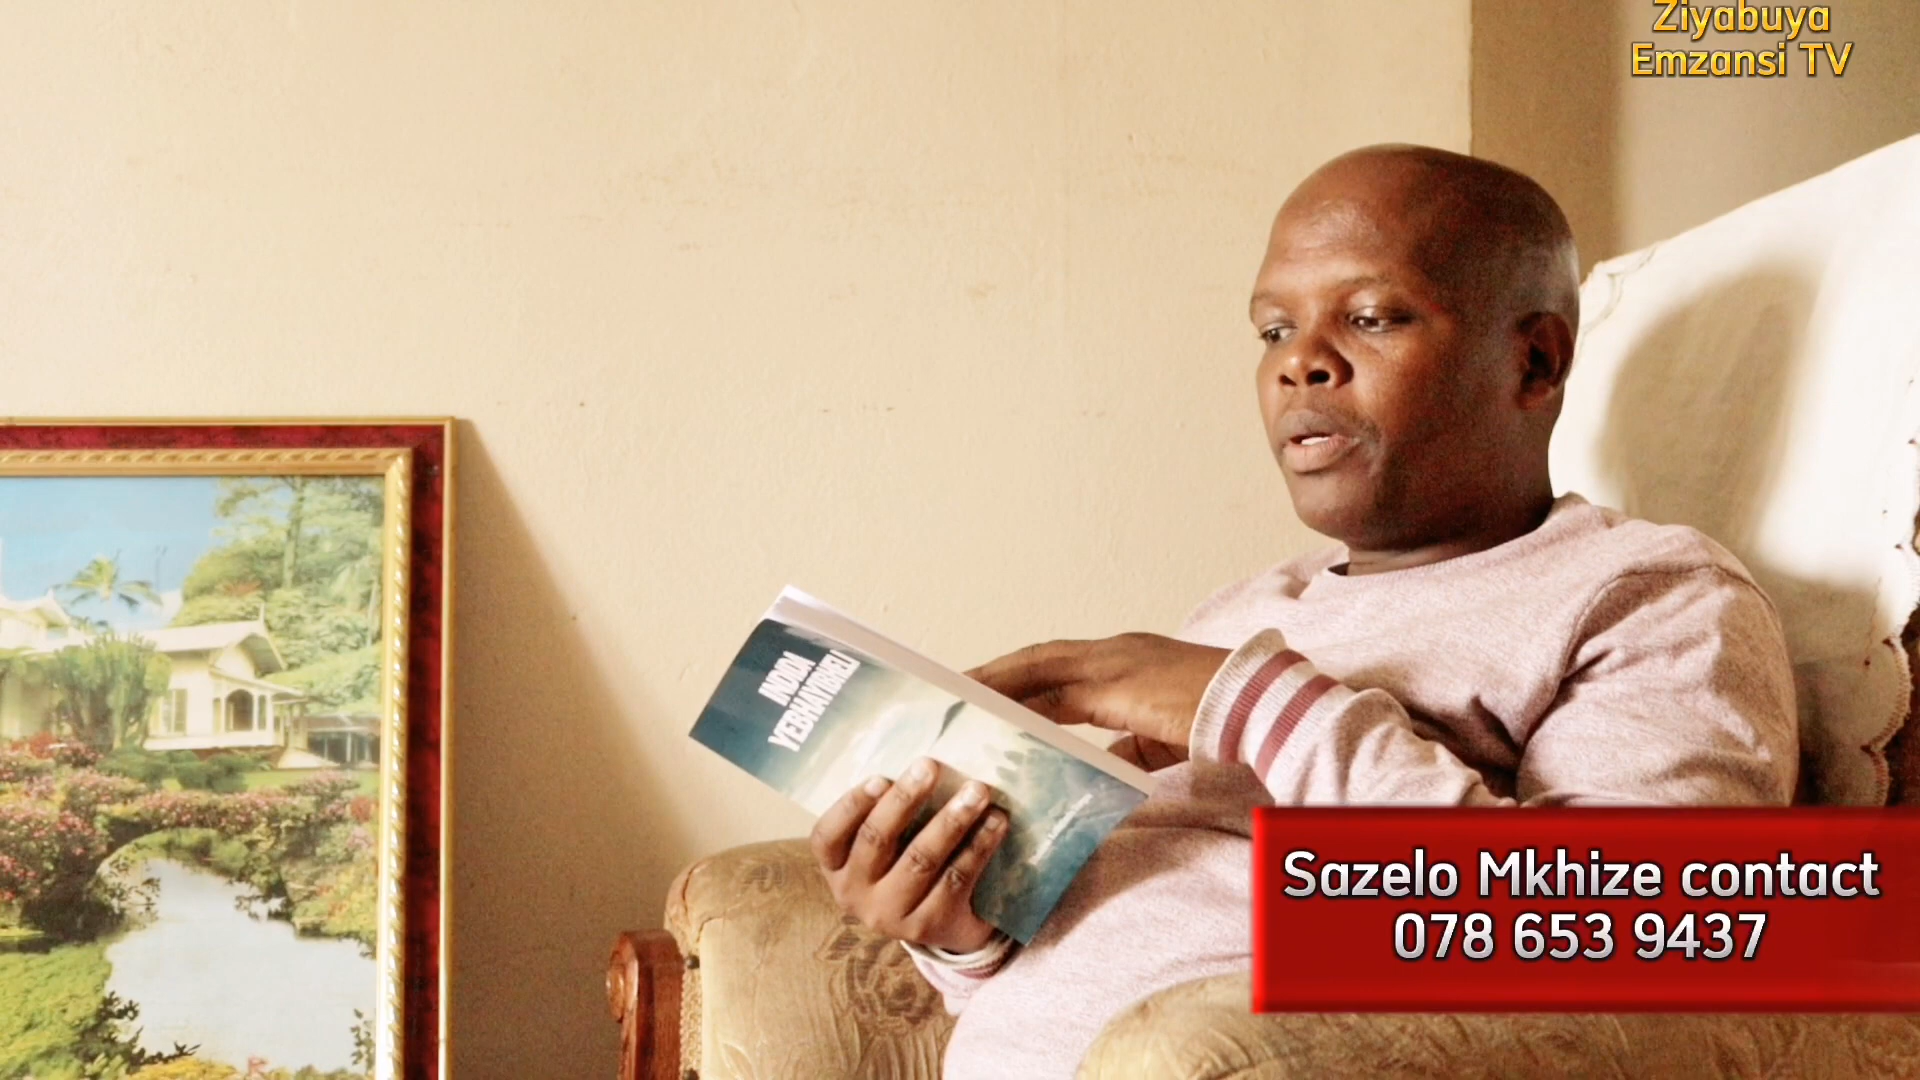 Ziyabuya
Emzansi TV
INDIDA
YEBHAYIBHELI
Sazelo Mkhize contact
078 653 9437